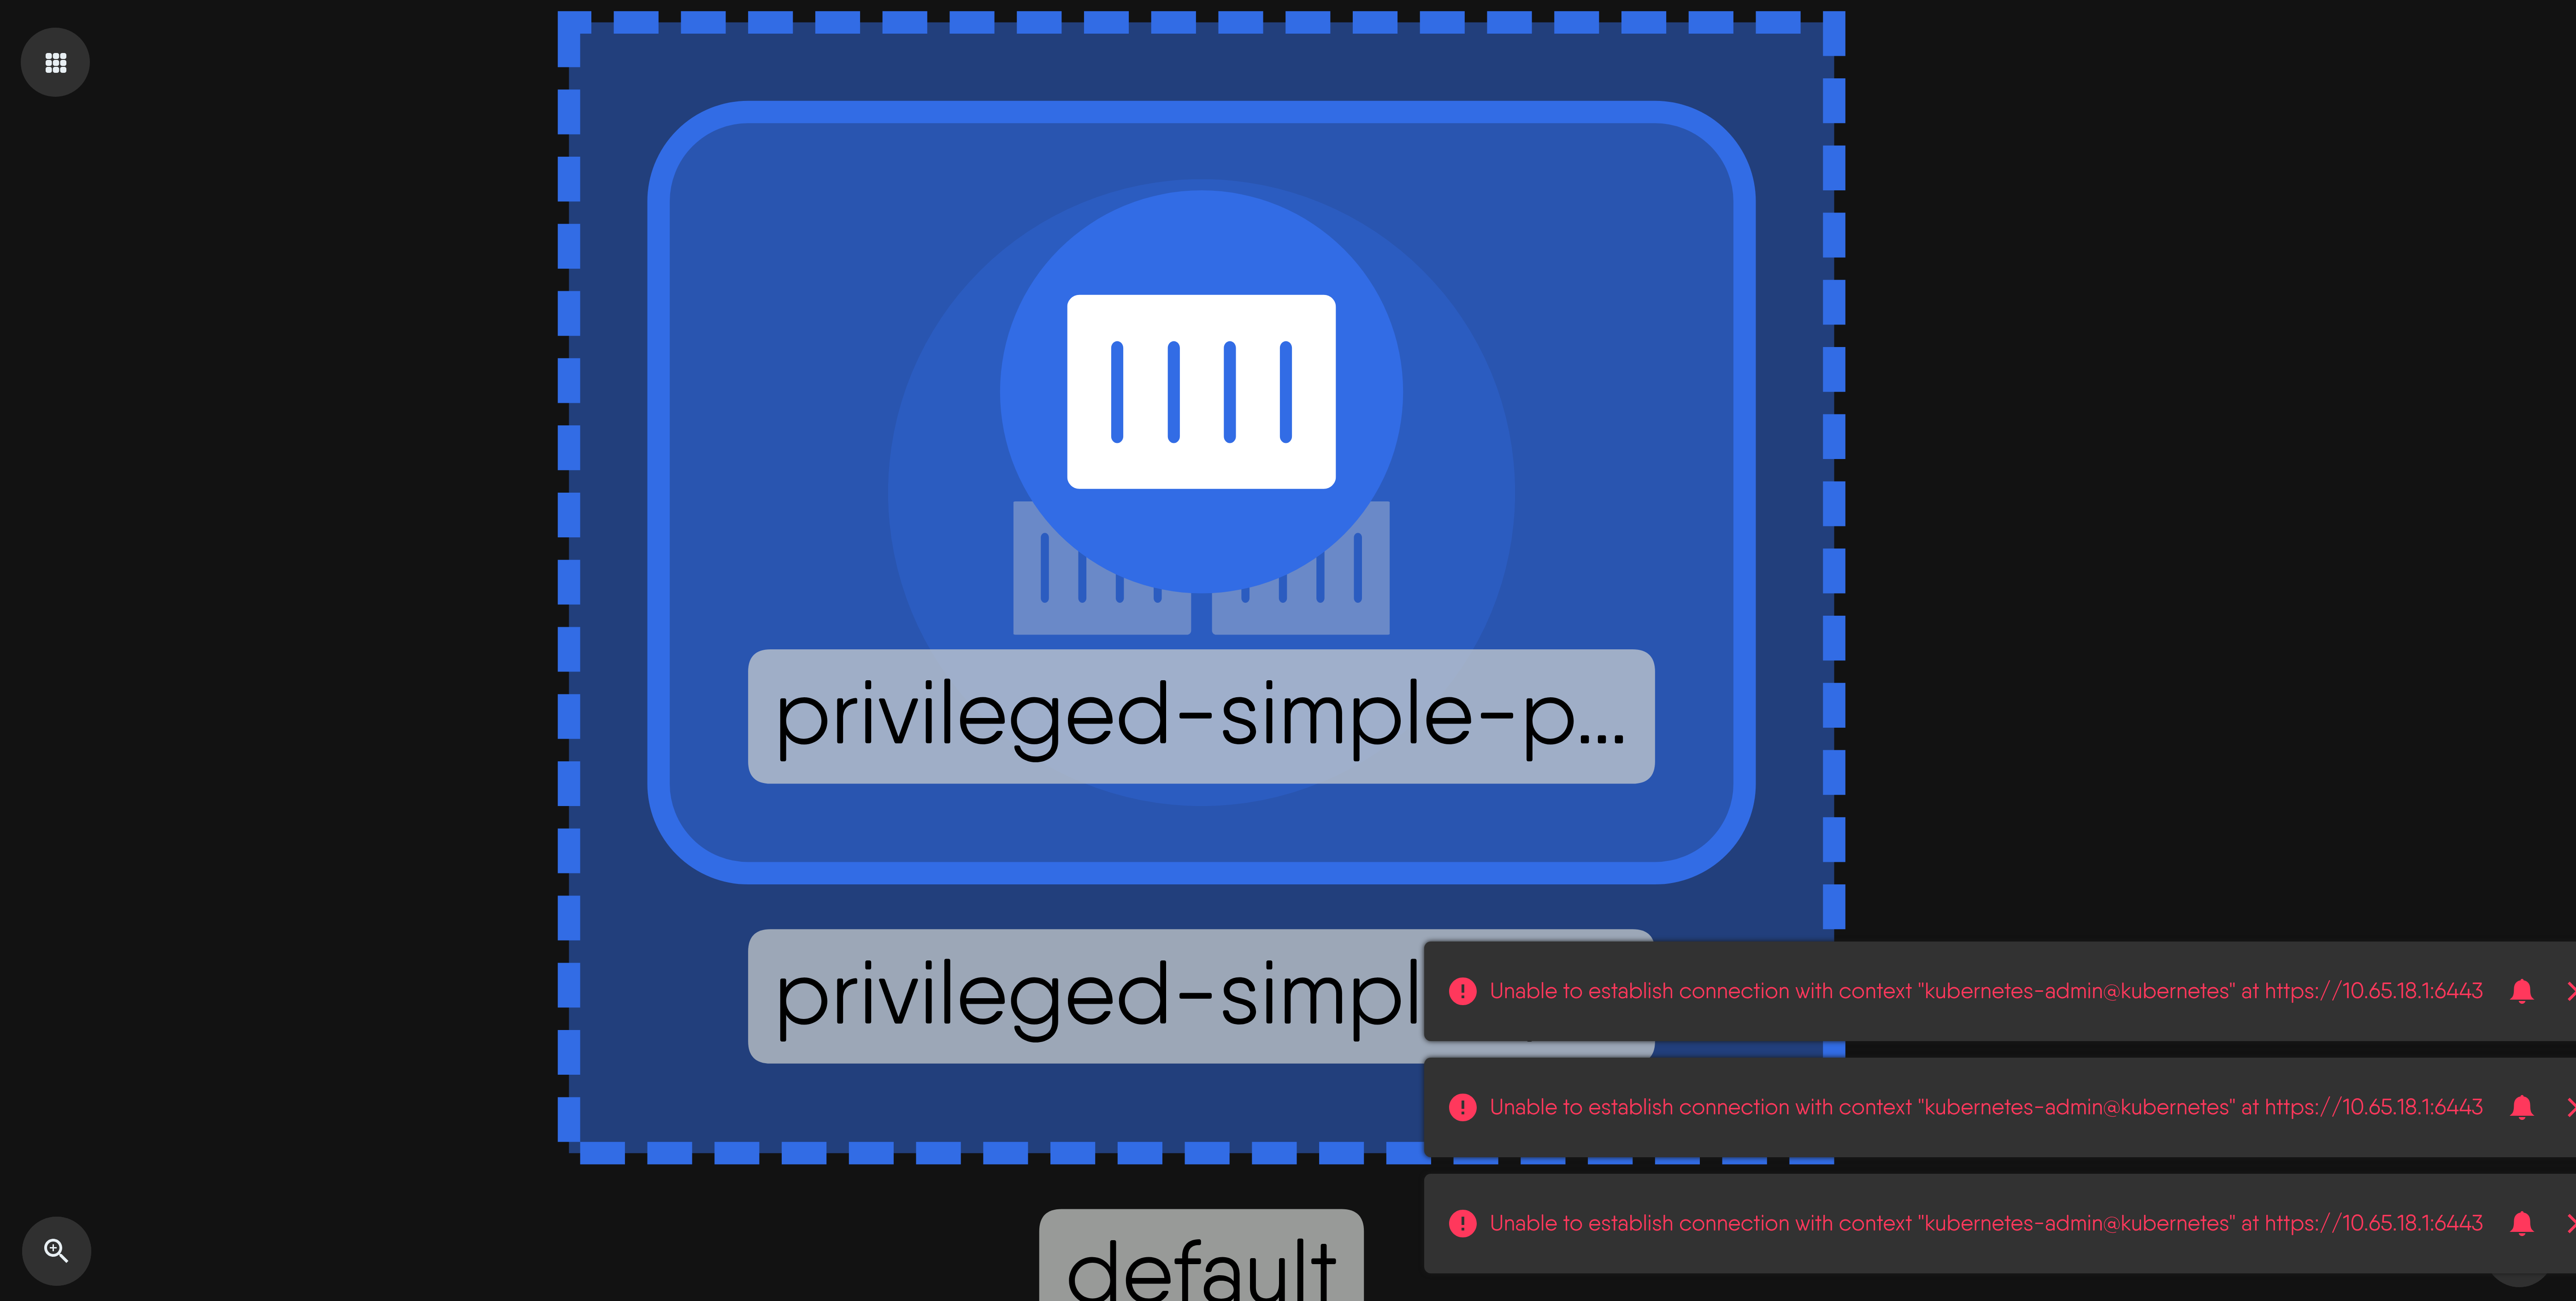 privileged-simple-p...
privileged-simpl
Unable to establish connection with context "kubernetes-admin@kubernetes" at https://10.65.18.1:6443
Unable to establish connection with context "kubernetes-admin@kubernetes" at https://10.65.18.1:6443
Unable to establish connection with context "kubernetes-admin@kubernetes" at https://10.65.18.1:6443
default